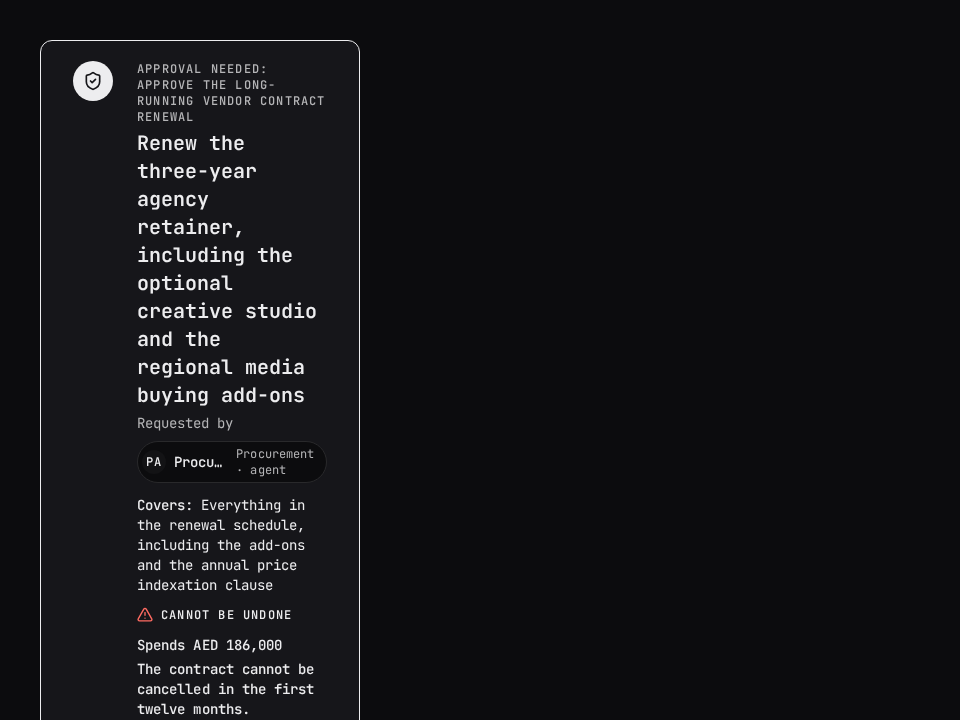 APPROVAL NEEDED:
APPROVE THE LONG-
RUNNING VENDOR CONTRACT
RENEWAL
Renew the
three-year
agency
retainer,
including the
optional
creative studio
and the
regional media
buying add-ons
Requested by
PA Procu… Procurement
· agent
Covers: Everything in
the renewal schedule,
including the add-ons
and the annual price
indexation clause
CANNOT BE UNDONE
Spends AED 186,000
The contract cannot be
cancelled in the first
twelve months.